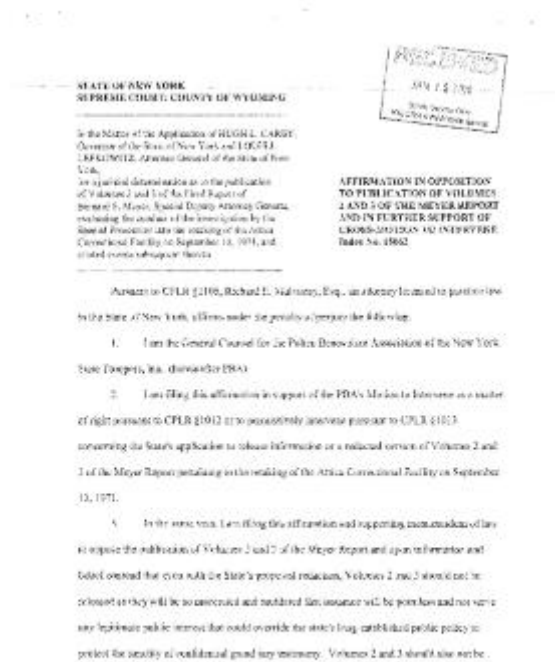 STATE OF NEW YORK
SUPREME COURT: COUNTY OF WYOMING
In the Matter of the Application of HUGH L. CAREY,
Governor of the State of New York and LOUIS J.
LEFKOWITZ, Attorney General of the State of New
York,
for a judicial determination as to the publication
of Volumes 2 and 3 of the Final Report of
Bernard S. Meyer, Special Deputy Attorney General,
evaluating the conduct of the investigation by the
Special Prosecutor into the retaking of the Attica
Correctional Facility on September 13, 1971, and
related events subsequent thereto
AFFIRMATION IN OPPOSITION
TO PUBLICATION OF VOLUMES
2 AND 3 OF THE MEYER REPORT
AND IN FURTHER SUPPORT OF
CROSS-MOTION TO INTERVENE
Index No. 15062
Pursuant to CPLR §2106, Richard E. Esq., an attorney licensed to practice law
in the State of New York, affirms under the penalty of perjury the following:
1. I am the General Counsel for the Police Benevolent Association of the New York
State Troopers, Inc. (hereinafter PBA)
2. I am filing this affirmation in support of the PBA's Motion to Intervene as a matter
of right pursuant to CPLR §1012 or to permissively intervene pursuant to CPLR §1013
concerning the State's application to release information or a redacted version of Volumes 2 and
3 of the Meyer Report pertaining to the retaking of the Attica Correctional Facility on September
13, 1971.
3. In the same vein, I am filing this affirmation and supporting memorandum of law
to oppose the publication of Volumes 2 and 3 of the Meyer Report and upon information and
belief contend that even with the State's proposed redaction, Volumes 2 and 3 should not be
released as they will be so and that issuance will be pointless and not serve
any legitimate public interest that could override the state's long established public policy to
protect the sanctity of confidential grand jury testimony. Volumes 2 and 3 should also not be